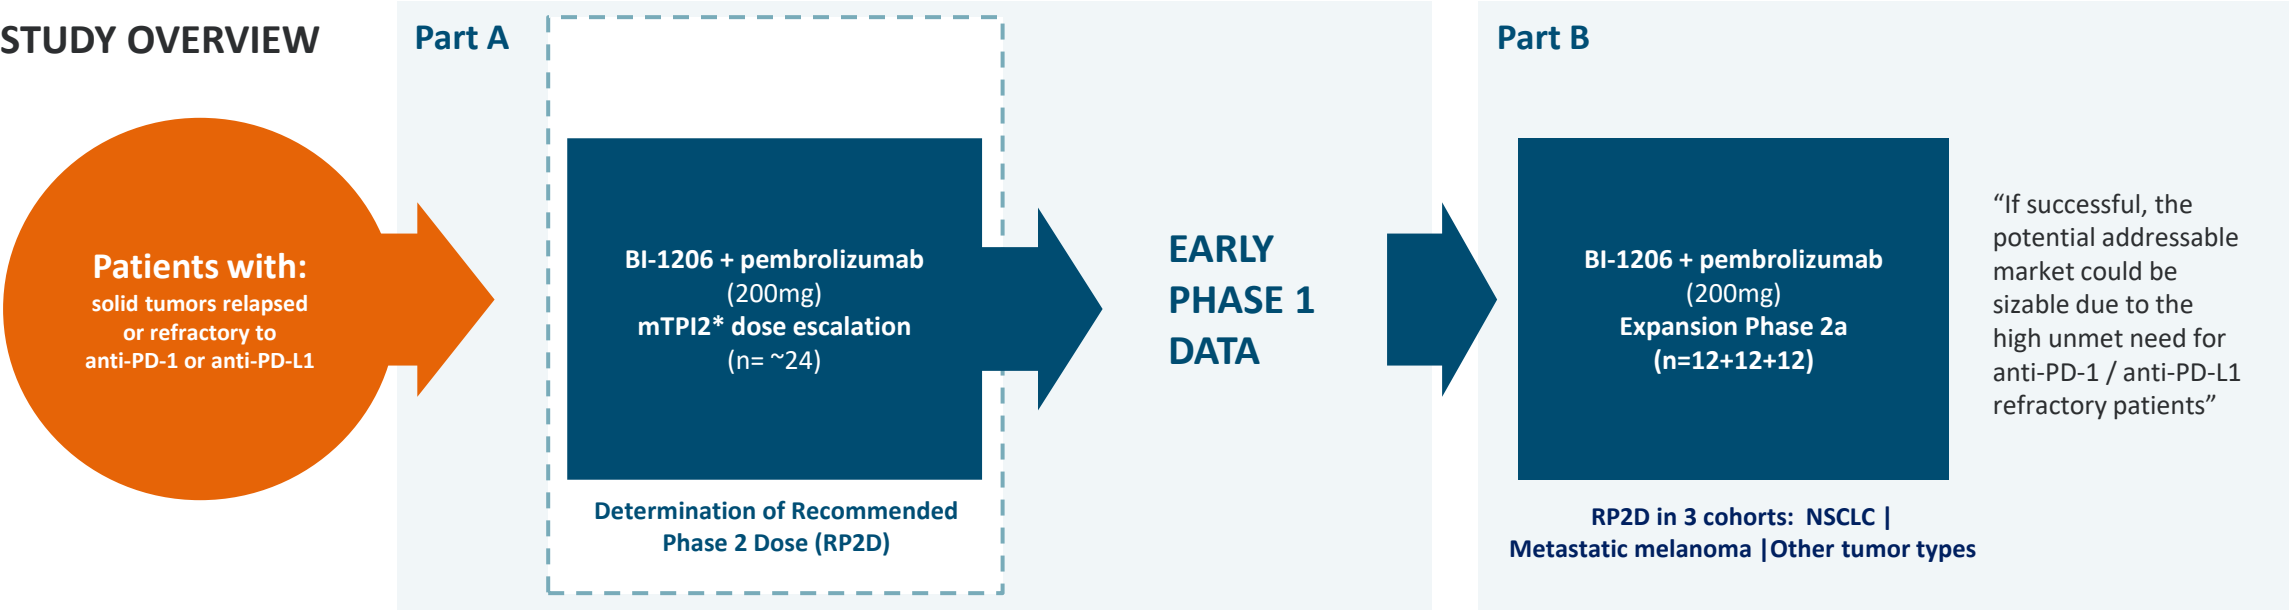 STUDY OVERVIEW
Patients with:
solid tumors relapsed
or refractory to
anti-PD-1 or anti-PD-L1
Part A
BI-1206 + pembrolizumab
(200mg)
mTPI2* dose escalation
(n= ~24)
Determination of Recommended
Phase 2 Dose (RP2D)
EARLY
PHASE 1
DATA
Part B
BI-1206 + pembrolizumab
(200mg)
Expansion Phase 2a
(n=12+12+12)
RP2D in 3 cohorts: NSCLC |
Metastatic melanoma |Other tumor types
“If successful, the
potential addressable
market could be
sizable due to the
high unmet need for
anti-PD-1 / anti-PD-L1
refractory patients”